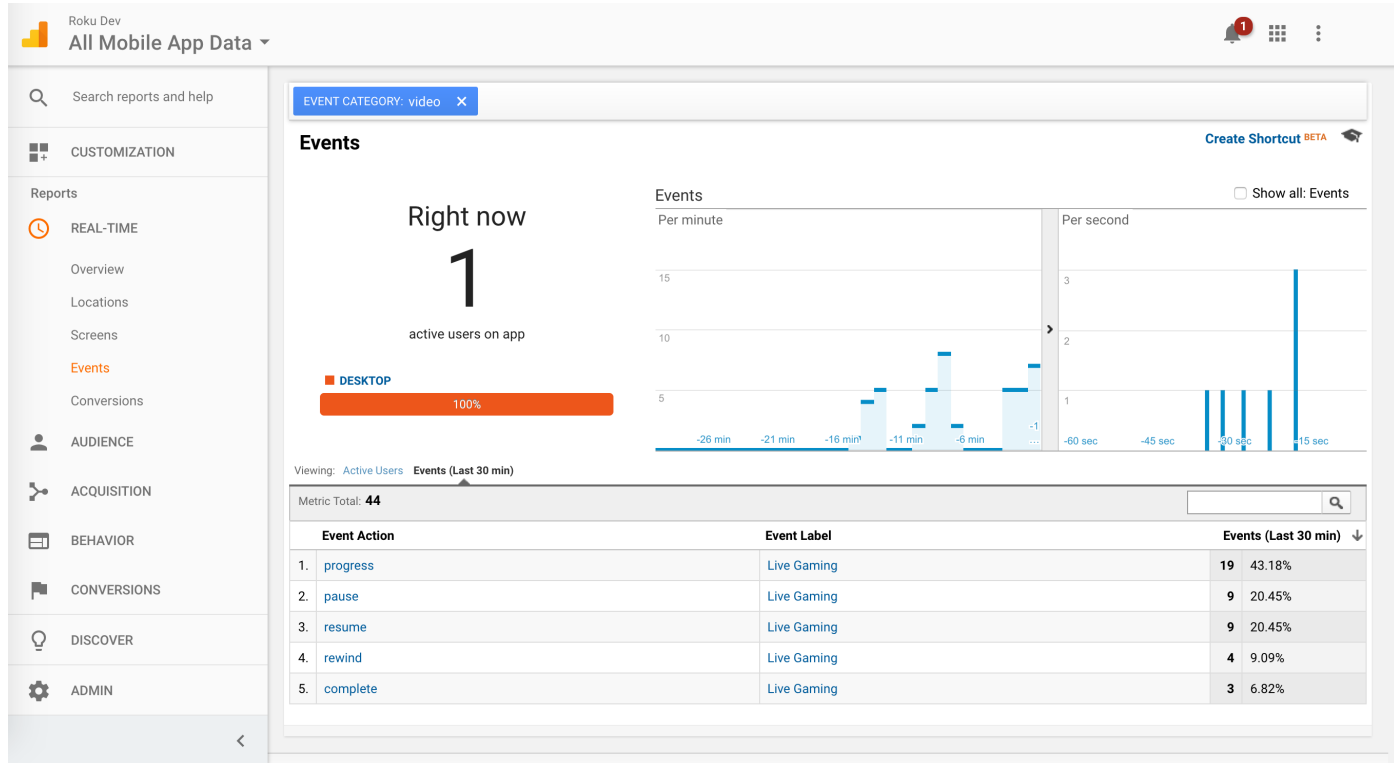 Roku Dev
All Mobile App Data
1
Search reports and help
CUSTOMIZATION
Reports
REAL-TIME
Overview
Locations
Screens
Events
Conversions
AUDIENCE
ACQUISITION
BEHAVIOR
CONVERSIONS
DISCOVER
ADMIN
EVENT CATEGORY: video
Events
Create Shortcut BETA
Right now
1
active users on app
DESKTOP
100%
Events
Show all: Events
Per minute
15
10
5
-26 min -21 min -16 min -11 min -6 min -1 ...
Per second
3
2
1
-60 sec -45 sec -30 sec -15 sec
Viewing: Active Users Events (Last 30 min)
Metric Total: 44
Event Action Event Label Events (Last 30 min)
1. progress Live Gaming 19 43.18%
2. pause Live Gaming 9 20.45%
3. resume Live Gaming 9 20.45%
4. rewind Live Gaming 4 9.09%
5. complete Live Gaming 3 6.82%